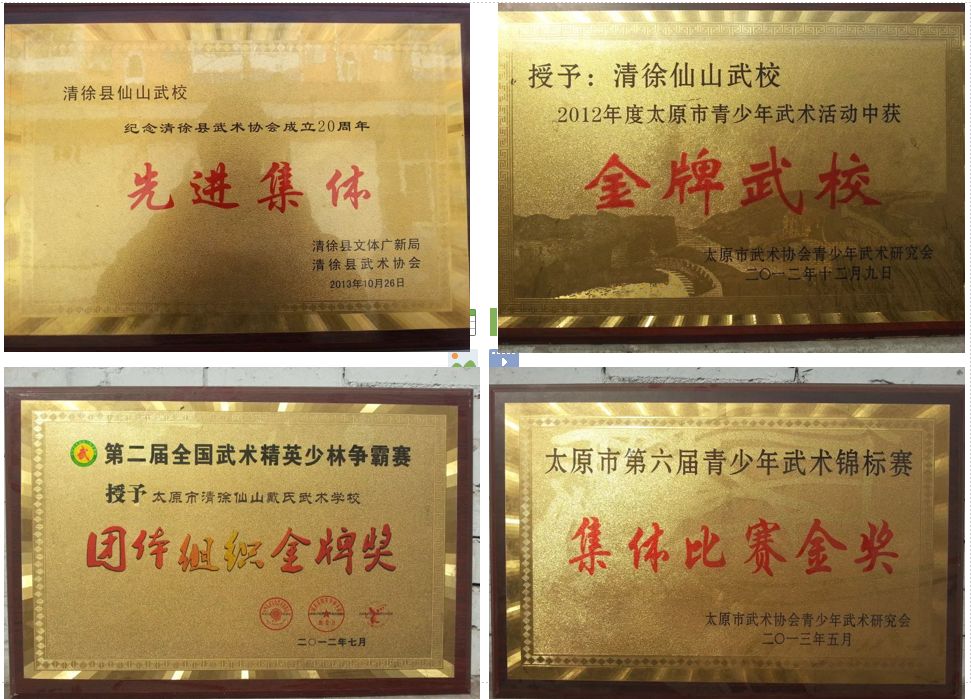 清徐县仙山武校
纪念清徐县武术协会成立20周年
先进集体
清徐县文体广新局
清徐县武术协会
2013年10月26日
授予：清徐仙山武校
2012年度太原市青少年武术活动中获
金牌武校
太原市武术协会青少年武术研究会
二〇一二年十二月九日
武
第二届全国武术精英少林争霸赛
授予 太原市清徐仙山戴氏武术学校
团体组织金牌奖
二〇一二年七月
太原市第六届青少年武术锦标赛
集体比赛金奖
太原市武术协会青少年武术研究会
二〇一三年五月